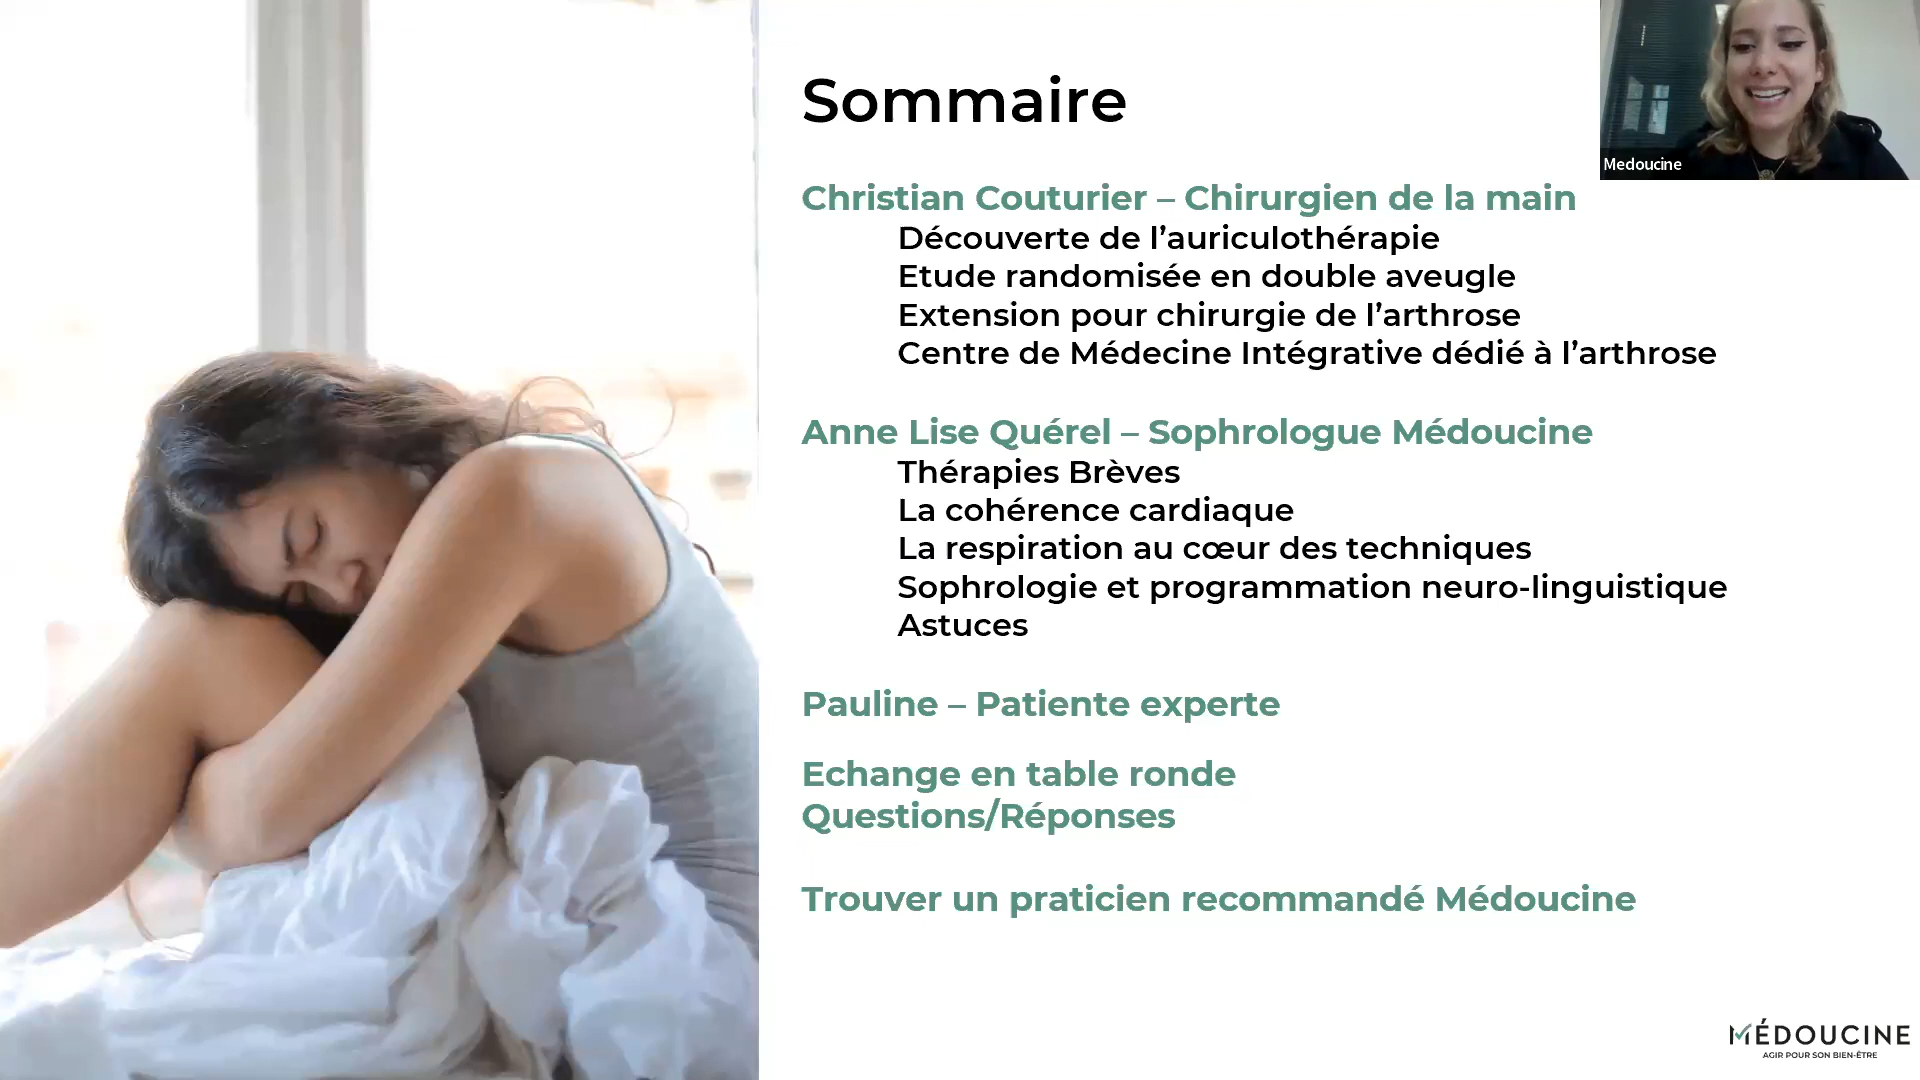 Sommaire
Medoucine
Christian Couturier – Chirurgien de la main
Découverte de l’auriculothérapie
Etude randomisée en double aveugle
Extension pour chirurgie de l’arthrose
Centre de Médecine Intégrative dédié à l’arthrose
Anne Lise Quérel – Sophrologue Médoucine
Thérapies Brèves
La cohérence cardiaque
La respiration au cœur des techniques
Sophrologie et programmation neuro-linguistique
Astuces
Pauline – Patiente experte
Echange en table ronde
Questions/Réponses
Trouver un praticien recommandé Médoucine
MÉDOUCINE
AGIR POUR SON BIEN-ÊTRE